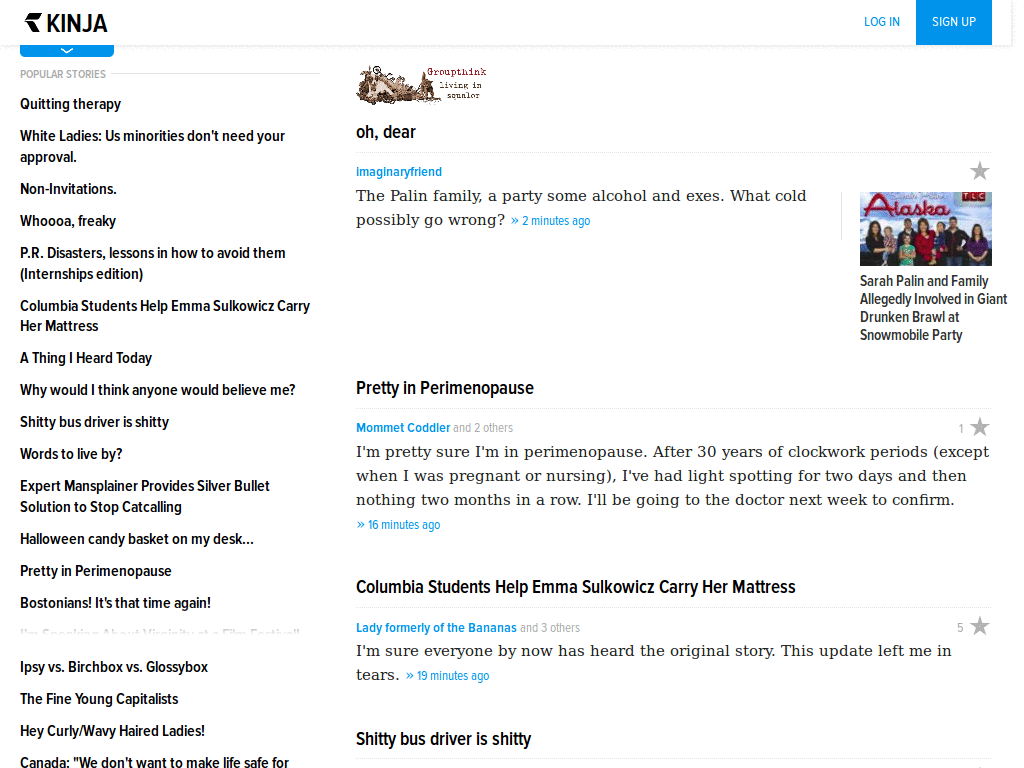 KINJA
LOG IN
SIGN UP
POPULAR STORIES
Quitting therapy
White Ladies: Us minorities don't need your
approval.
Non-Invitations.
Whoooa, freaky
P.R. Disasters, lessons in how to avoid them
(Internships edition)
Columbia Students Help Emma Sulkowicz Carry
Her Mattress
A Thing I Heard Today
Why would I think anyone would believe me?
Shitty bus driver is shitty
Words to live by?
Expert Mansplainer Provides Silver Bullet
Solution to Stop Catcalling
Halloween candy basket on my desk...
Pretty in Perimenopause
Bostonians! It's that time again!
I'm Speaking About Virginity at a Film Festival!
Ipsy vs. Birchbox vs. Glossybox
The Fine Young Capitalists
Hey Curly/Wavy Haired Ladies!
Canada: "We don't want to make life safe for
Groupthink
living in
squalor
oh, dear
imaginaryfriend
The Palin family, a party some alcohol and exes. What cold
possibly go wrong? » 2 minutes ago
Alaska
TLC
Sarah Palin and Family
Allegedly Involved in Giant
Drunken Brawl at
Snowmobile Party
Pretty in Perimenopause
Mommet Coddler and 2 others
1
I'm pretty sure I'm in perimenopause. After 30 years of clockwork periods (except
when I was pregnant or nursing), I've had light spotting for two days and then
nothing two months in a row. I'll be going to the doctor next week to confirm.
» 16 minutes ago
Columbia Students Help Emma Sulkowicz Carry Her Mattress
Lady formerly of the Bananas and 3 others
5
I'm sure everyone by now has heard the original story. This update left me in
tears. » 19 minutes ago
Shitty bus driver is shitty